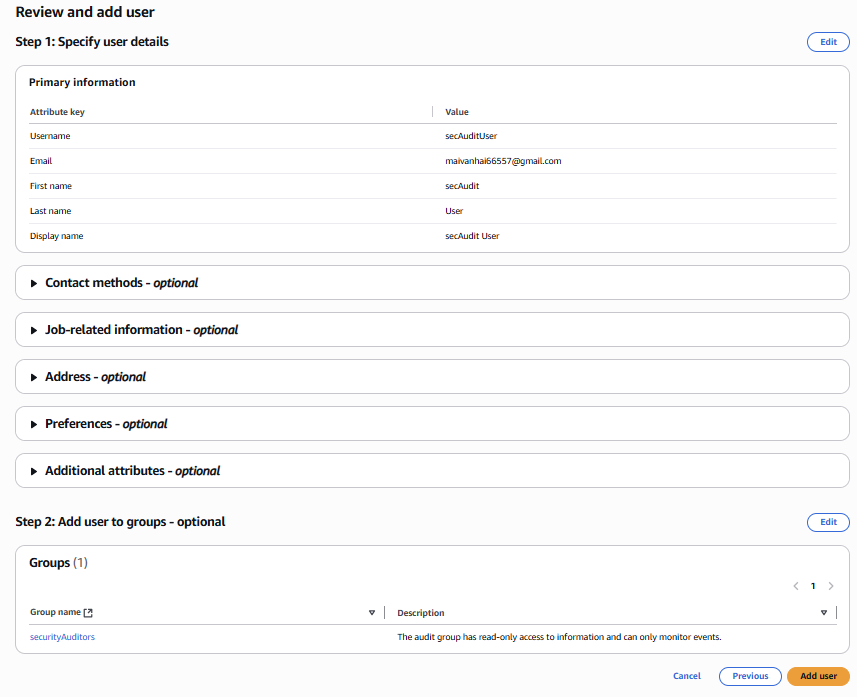 Review and add user
Step 1: Specify user details
Edit
Primary information
Attribute key Value
Username secAuditUser
Email maivanhai66557@gmail.com
First name secAudit
Last name User
Display name secAudit User
Contact methods - optional
Job-related information - optional
Address - optional
Preferences - optional
Additional attributes - optional
Step 2: Add user to groups - optional
Edit
Groups (1)
1
Group name Description
securityAuditors The audit group has read-only access to information and can only monitor events.
Cancel Previous Add user